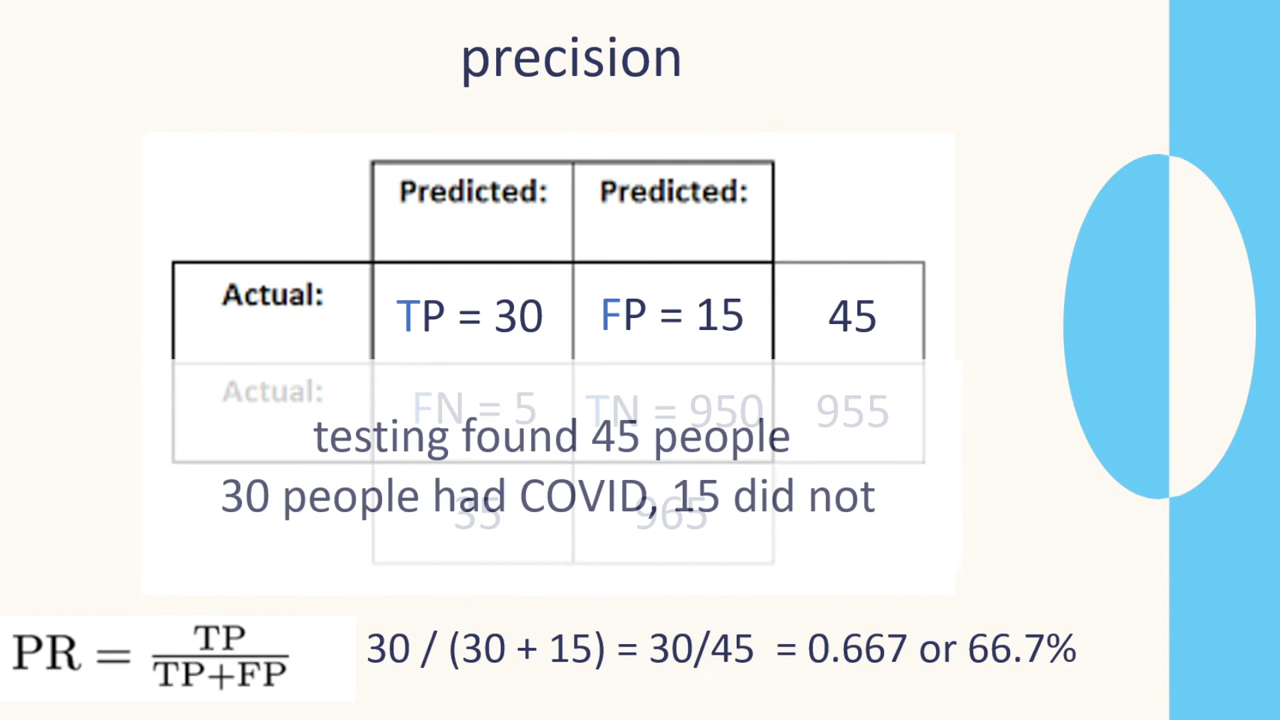 precision
Predicted: Predicted:
Actual: TP = 30 FP = 15 45
Actual: FN = 5 TN = 950 955
testing found 45 people
30 people had COVID, 15 did not
35 965
PR = TP / TP+FP
30 / (30 + 15) = 30/45 = 0.667 or 66.7%